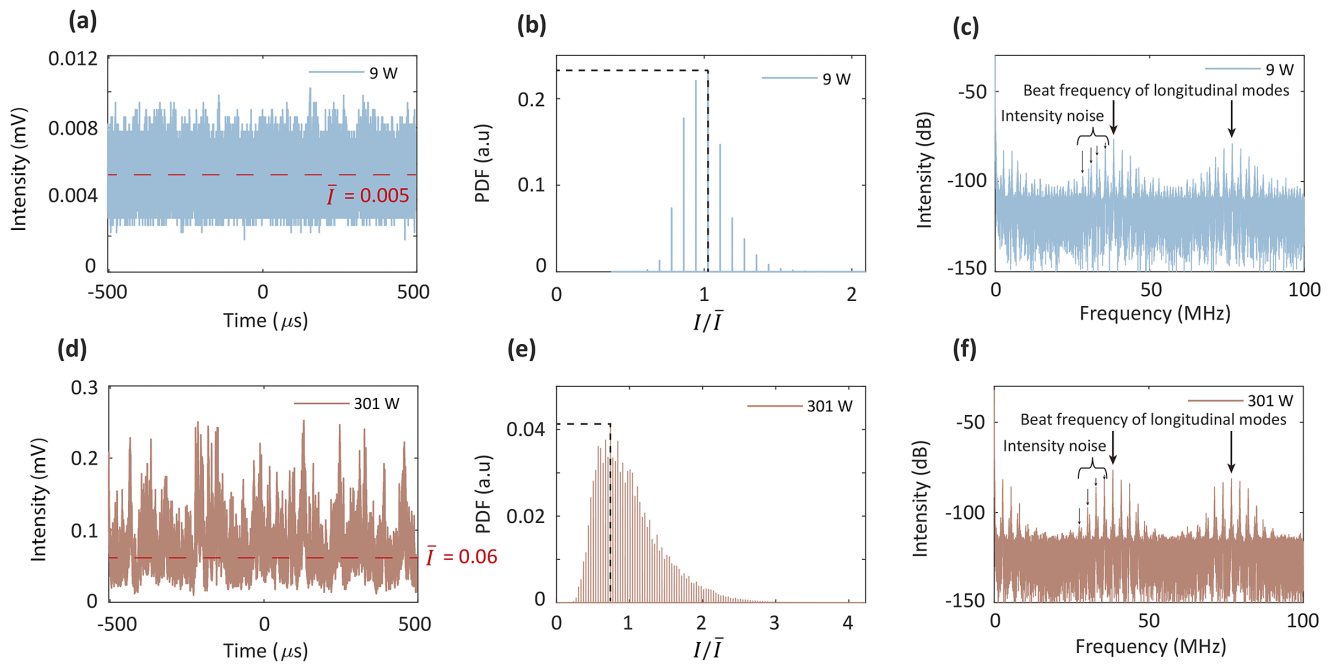 (a)
0.012
0.008
0.004
0
Intensity (mV)
9 W
Ī = 0.005
-500
0
500
Time (μs)
(b)
0.2
0.1
0
PDF (a.u)
9 W
0
1
2
I/Ī
(c)
-50
-100
-150
Intensity (dB)
9 W
Beat frequency of longitudinal modes
Intensity noise
0
50
100
Frequency (MHz)
(d)
0.3
0.2
0.1
0
Intensity (mV)
301 W
Ī = 0.06
-500
0
500
Time (μs)
(e)
0.04
0.02
0
PDF (a.u)
301 W
0
1
2
3
4
I/Ī
(f)
-50
-100
-150
Intensity (dB)
301 W
Beat frequency of longitudinal modes
Intensity noise
0
50
100
Frequency (MHz)